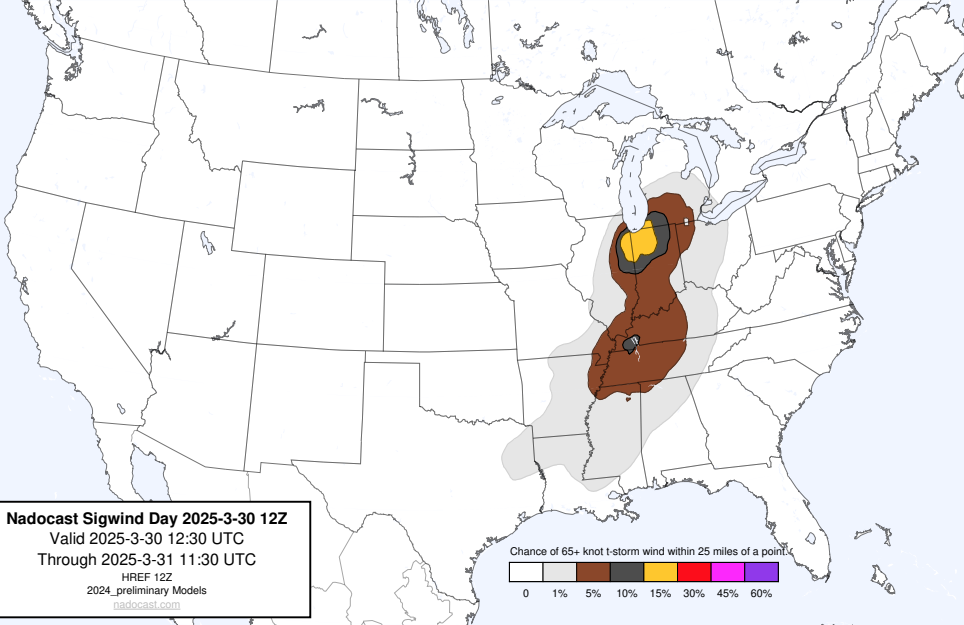 Nadocast Sigwind Day 2025-3-30 12Z
Valid 2025-3-30 12:30 UTC
Through 2025-3-31 11:30 UTC
HREF 12Z
2024_preliminary Models
nadocast.com
Chance of 65+ knot t-storm wind within 25 miles of a point.
0 1% 5% 10% 15% 30% 45% 60%